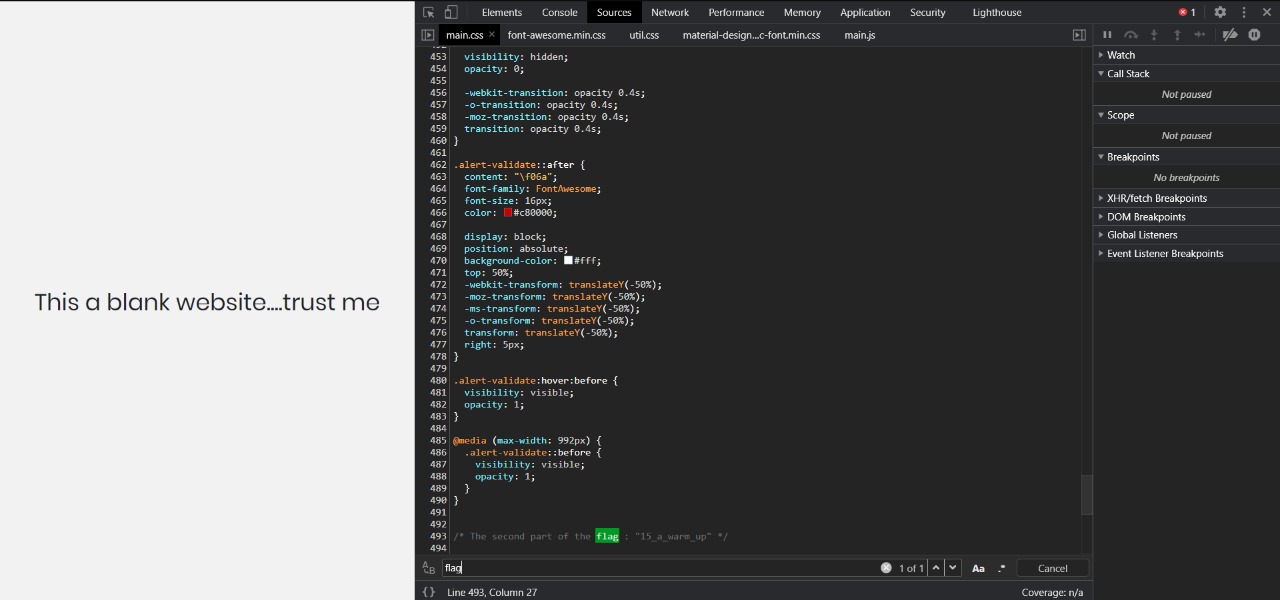 Elements Console Sources Network Performance Memory Application Security Lighthouse 1
main.css font-awesome.min.css util.css material-design...c-font.min.css main.js
This a blank website....trust me
453 visibility: hidden;
454 opacity: 0;
455
456 -webkit-transition: opacity 0.4s;
457 -o-transition: opacity 0.4s;
458 -moz-transition: opacity 0.4s;
459 transition: opacity 0.4s;
460 }
461
462 .alert-validate::after {
463 content: "\f06a";
464 font-family: FontAwesome;
465 font-size: 16px;
466 color: #c80000;
467
468 display: block;
469 position: absolute;
470 background-color: #fff;
471 top: 50%;
472 -webkit-transform: translateY(-50%);
473 -moz-transform: translateY(-50%);
474 -ms-transform: translateY(-50%);
475 -o-transform: translateY(-50%);
476 transform: translateY(-50%);
477 right: 5px;
478 }
479
480 .alert-validate:hover:before {
481 visibility: visible;
482 opacity: 1;
483 }
484
485 @media (max-width: 992px) {
486 .alert-validate::before {
487 visibility: visible;
488 opacity: 1;
489 }
490 }
491
492
493 /* The second part of the flag : "15_a_warm_up" */
494
flag 1 of 1 Aa .* Cancel
{} Line 493, Column 27 Coverage: n/a
Watch
Call Stack
Not paused
Scope
Not paused
Breakpoints
No breakpoints
XHR/fetch Breakpoints
DOM Breakpoints
Global Listeners
Event Listener Breakpoints